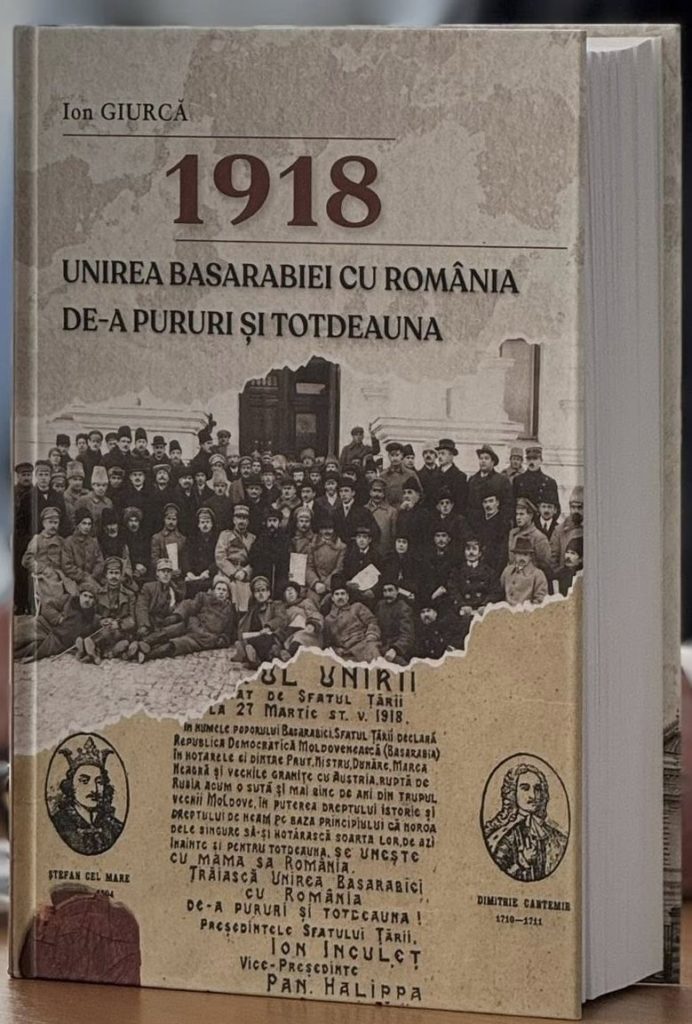 Ion GIURCĂ
1918
UNIREA BASARABIEI CU ROMÂNIA
DE-A PURURI ȘI TOTDEAUNA
UL UNIRII
AT DE SFATUL ȚĂRII
LA 27 MARTIE ST. V. 1918.
ÎN NUMELE POPORULUI BASARABIEI, SFATUL ȚĂRII DECLARĂ
REPUBLICA DEMOCRATICĂ MOLDOVENEASCĂ (BASARABIA)
ÎN HOTARELE EI DINTRE PRUT, NISTRU, DUNĂRE, MAREA
NEAGRĂ ȘI VECHILE GRANIȚE CU AUSTRIA, RUPTĂ DE
RUSIA ACUM O SUTĂ ȘI MAI BINE DE ANI DIN TRUPUL
VECHII MOLDOVE, ÎN PUTEREA DREPTULUI ISTORIC ȘI
DREPTULUI DE NEAM, PE BAZA PRINCIPIULUI CĂ NOROA
DELE SINGURE SĂ-ȘI HOTĂRASCĂ SOARTA LOR, DE AZI
ÎNAINTE ȘI PENTRU TOTDEAUNA, SE UNEȘTE
CU MAMA SA ROMÂNIA.
TRĂIASCĂ UNIREA BASARABIEI
CU ROMÂNIA
DE-A PURURI ȘI TOTDEAUNA!
PREȘEDINTELE SFATULUI ȚĂRII,
ION INCULEȚ
VICE-PREȘEDINTE
PAN. HALIPPA
ȘTEFAN CEL MARE
1504
DIMITRIE CANTEMIR
1710—1711